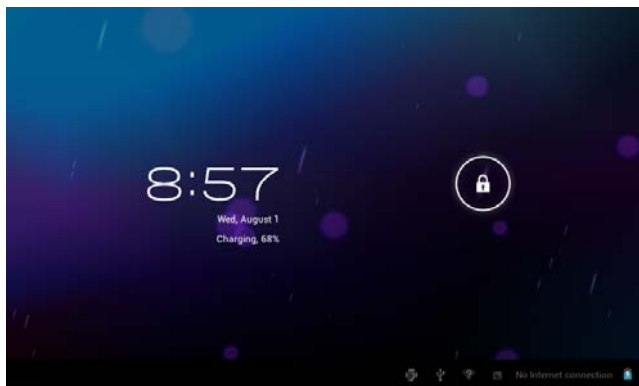 8:57
Wed, August 1
Charging, 68%
No Internet connection